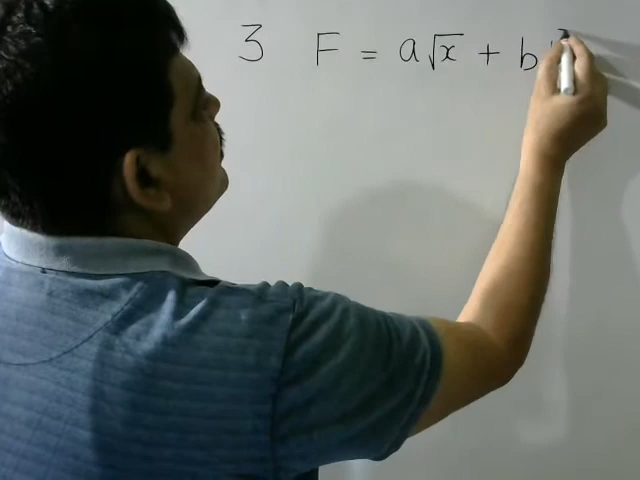 3 F = a√x + b